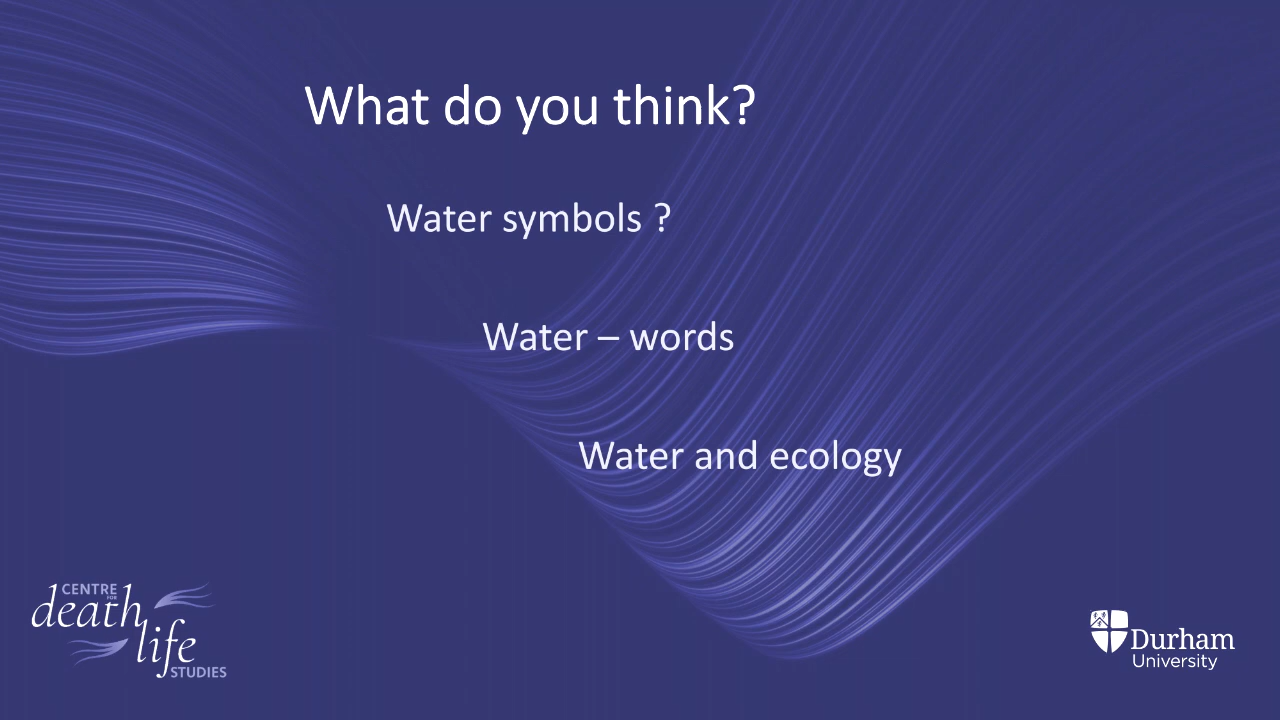 What do you think?
Water symbols ?
Water – words
Water and ecology
CENTRE FOR
death
life
STUDIES
Durham
University